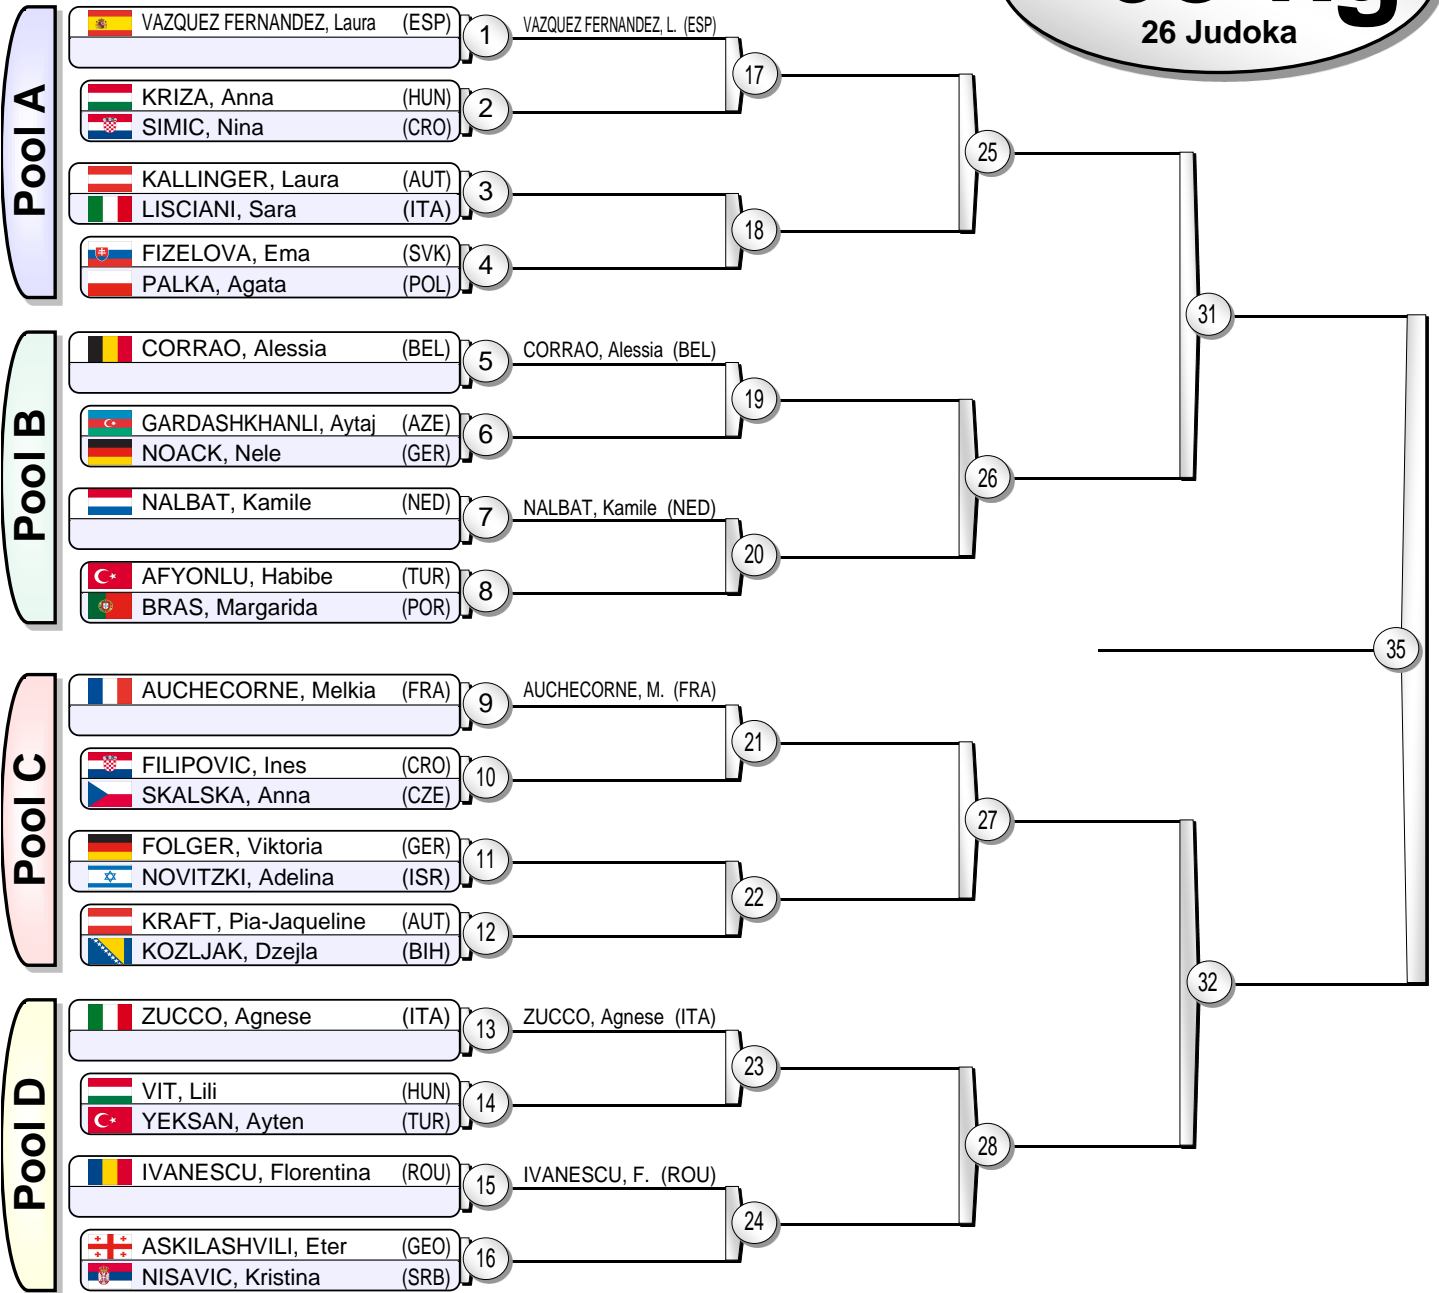 26 Judoka
Pool A
VAZQUEZ FERNANDEZ, Laura (ESP)
1
VAZQUEZ FERNANDEZ, L. (ESP)
17
KRIZA, Anna (HUN)
SIMIC, Nina (CRO)
2
25
KALLINGER, Laura (AUT)
LISCIANI, Sara (ITA)
3
18
FIZELOVA, Ema (SVK)
PALKA, Agata (POL)
4
31
Pool B
CORRAO, Alessia (BEL)
5
CORRAO, Alessia (BEL)
19
GARDASHKHANLI, Aytaj (AZE)
NOACK, Nele (GER)
6
26
NALBAT, Kamile (NED)
7
NALBAT, Kamile (NED)
20
AFYONLU, Habibe (TUR)
BRAS, Margarida (POR)
8
35
Pool C
AUCHECORNE, Melkia (FRA)
9
AUCHECORNE, M. (FRA)
21
FILIPOVIC, Ines (CRO)
SKALSKA, Anna (CZE)
10
27
FOLGER, Viktoria (GER)
NOVITZKI, Adelina (ISR)
11
22
KRAFT, Pia-Jaqueline (AUT)
KOZLJAK, Dzejla (BIH)
12
32
Pool D
ZUCCO, Agnese (ITA)
13
ZUCCO, Agnese (ITA)
23
VIT, Lili (HUN)
YEKSAN, Ayten (TUR)
14
28
IVANESCU, Florentina (ROU)
15
IVANESCU, F. (ROU)
24
ASKILASHVILI, Eter (GEO)
NISAVIC, Kristina (SRB)
16